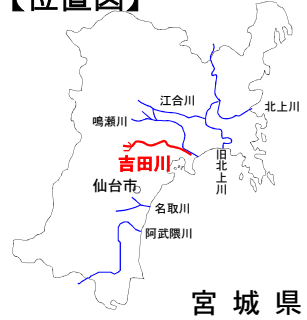 【位置図】
江合川
北上川
鳴瀬川
吉田川
旧北上川
仙台市
名取川
阿武隈川
宮城県